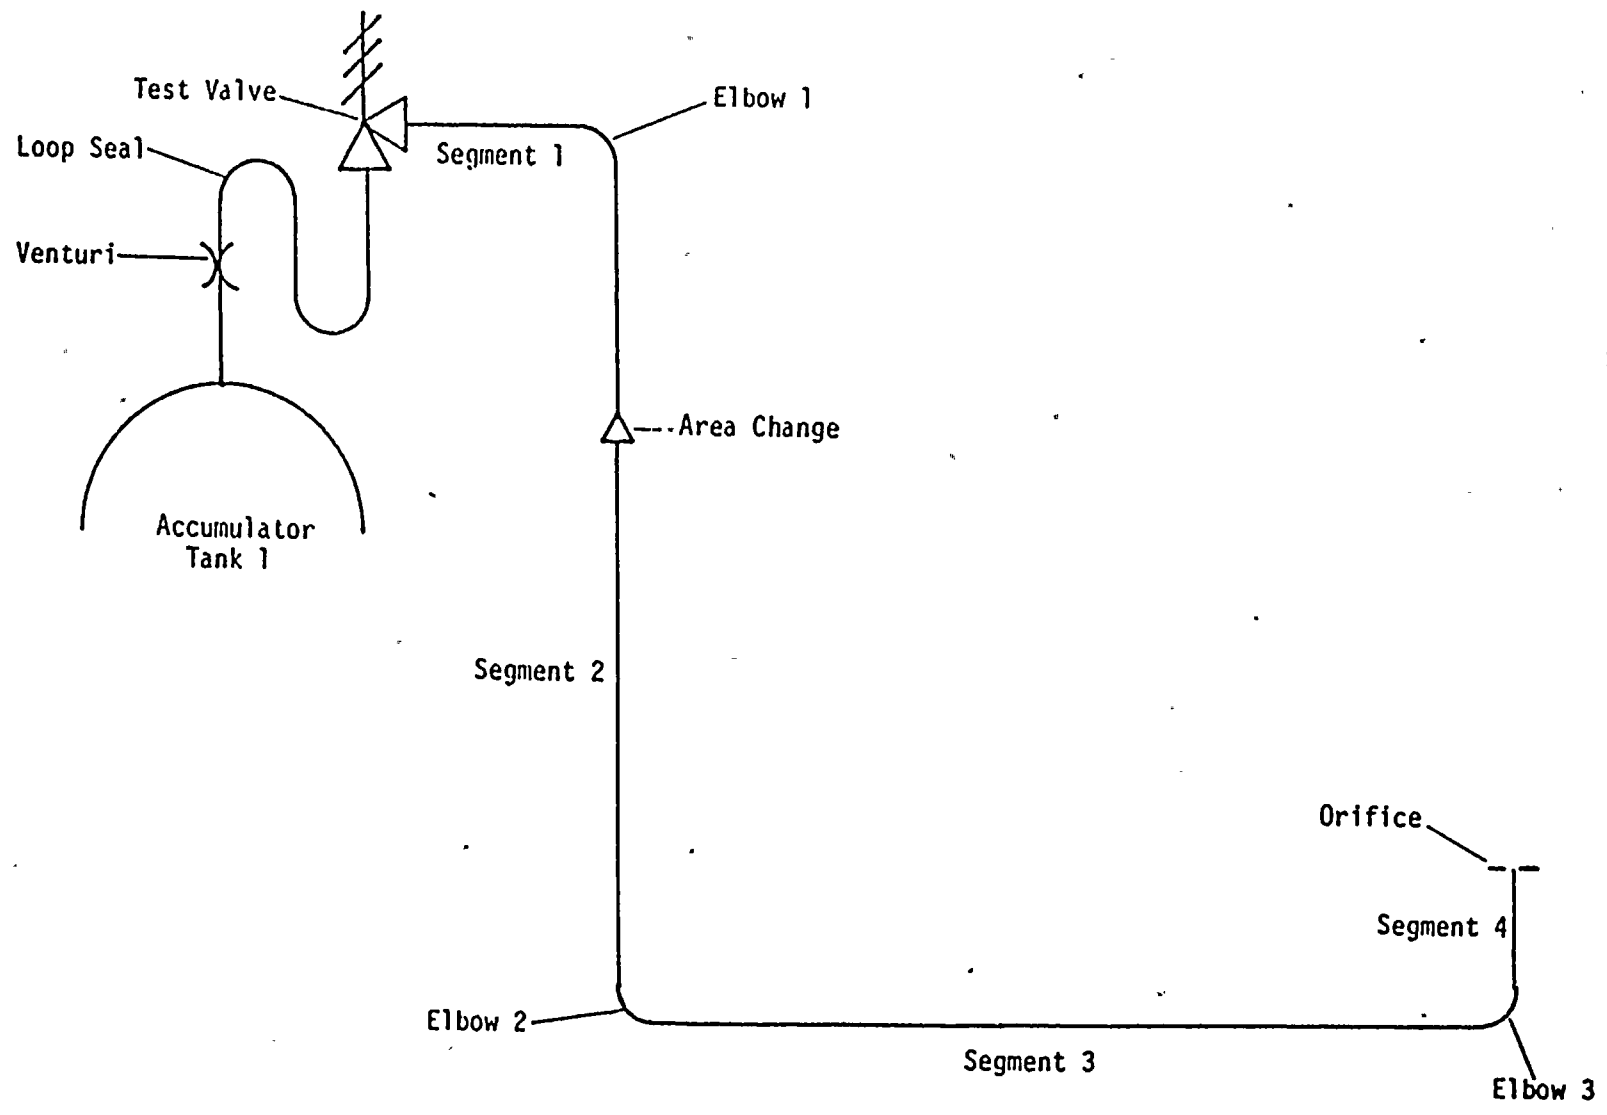 Test Valve
Elbow 1
Loop Seal
Segment 1
Venturi
Area Change
Accumulator
Tank 1
Segment 2
Orifice
Segment 4
Elbow 2
Segment 3
Elbow 3